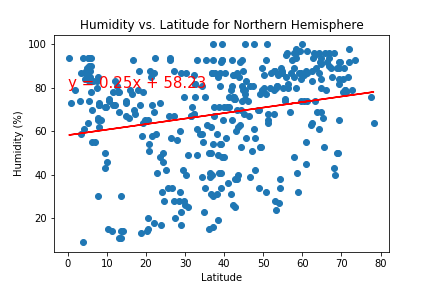 Humidity vs. Latitude for Northern Hemisphere
100
y = 0.25x + 58.23
80
60
40
20
Humidity (%)
0 10 20 30 40 50 60 70 80
Latitude